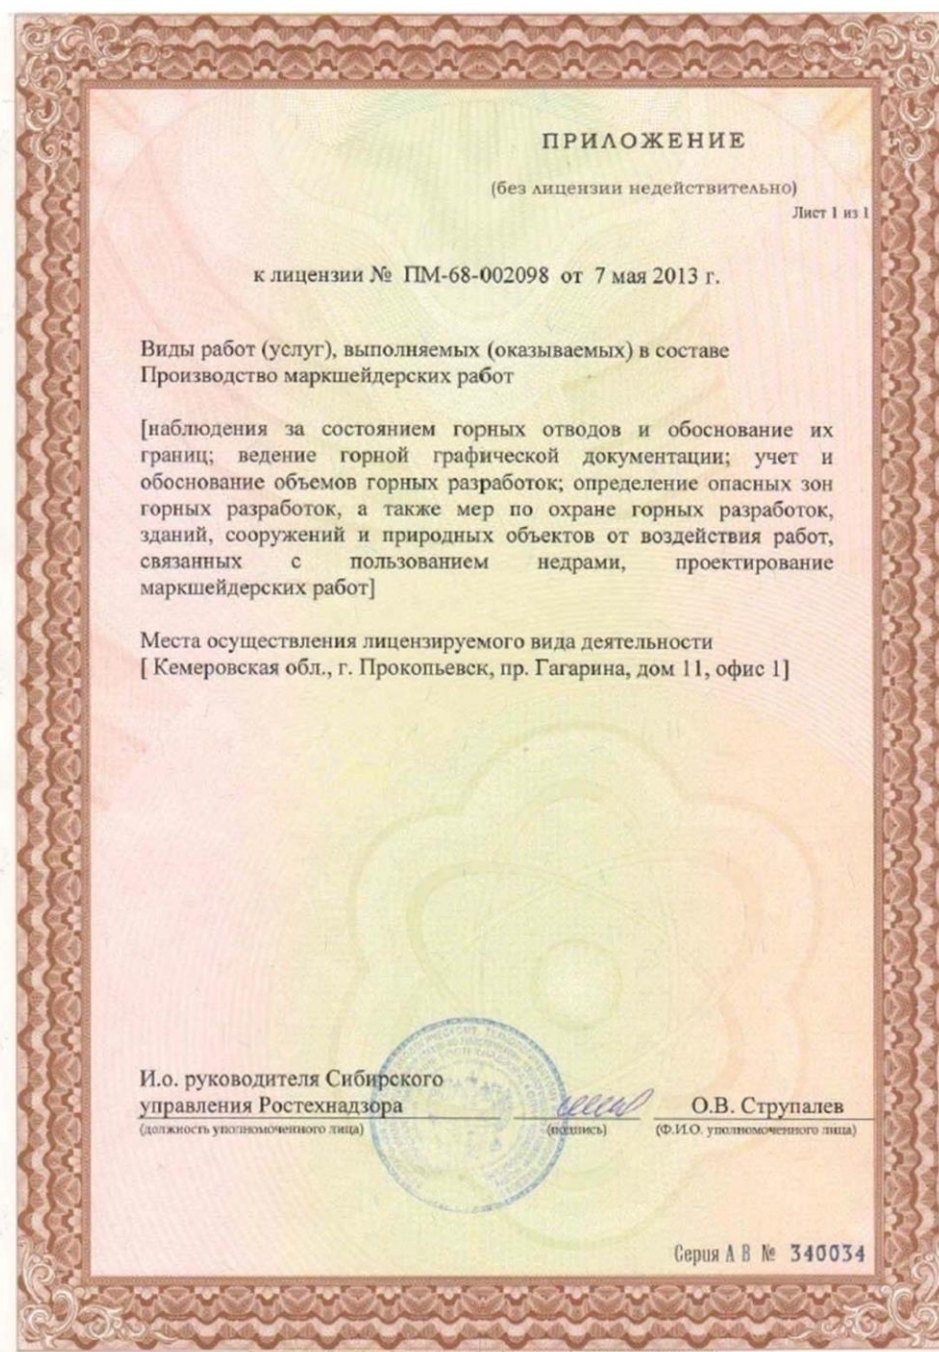 ПРИЛОЖЕНИЕ
(без лицензии недействительно)
Лист 1 из 1
к лицензии № ПМ-68-002098 от 7 мая 2013 г.
Виды работ (услуг), выполняемых (оказываемых) в составе
Производство маркшейдерских работ
[наблюдения за состоянием горных отводов и обоснование их
границ; ведение горной графической документации; учет и
обоснование объемов горных разработок; определение опасных зон
горных разработок, а также мер по охране горных разработок,
зданий, сооружений и природных объектов от воздействия работ,
связанных с пользованием недрами, проектирование
маркшейдерских работ]
Места осуществления лицензируемого вида деятельности
[ Кемеровская обл., г. Прокопьевск, пр. Гагарина, дом 11, офис 1]
И.о. руководителя Сибирского
управления Ростехнадзора
О.В. Струпалев
(должность уполномоченного лица)
(подпись)
(Ф.И.О. уполномоченного лица)
Серия А В № 340034